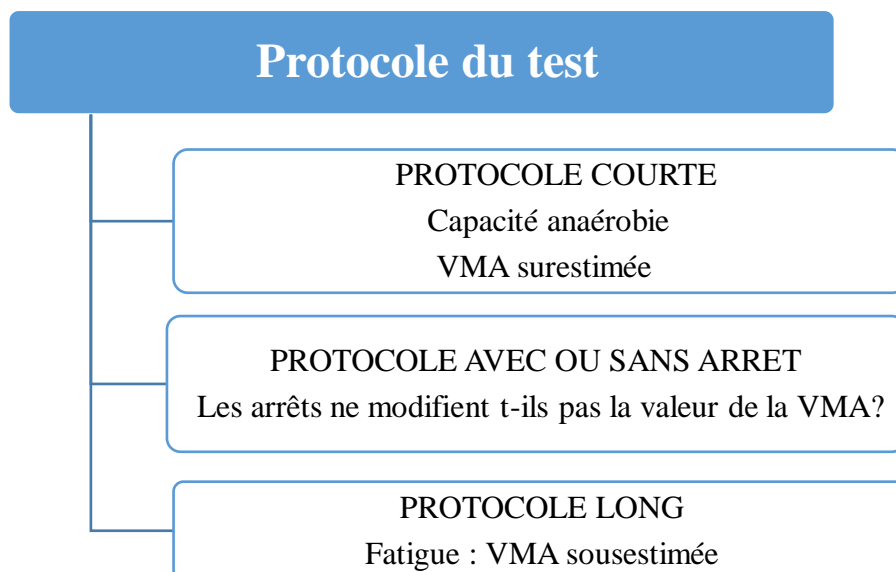 Protocole du test
PROTOCOLE COURTE
Capacité anaérobie
VMA surestimée
PROTOCOLE AVEC OU SANS ARRET
Les arrêts ne modifient t-ils pas la valeur de la VMA?
PROTOCOLE LONG
Fatigue : VMA sousestimée